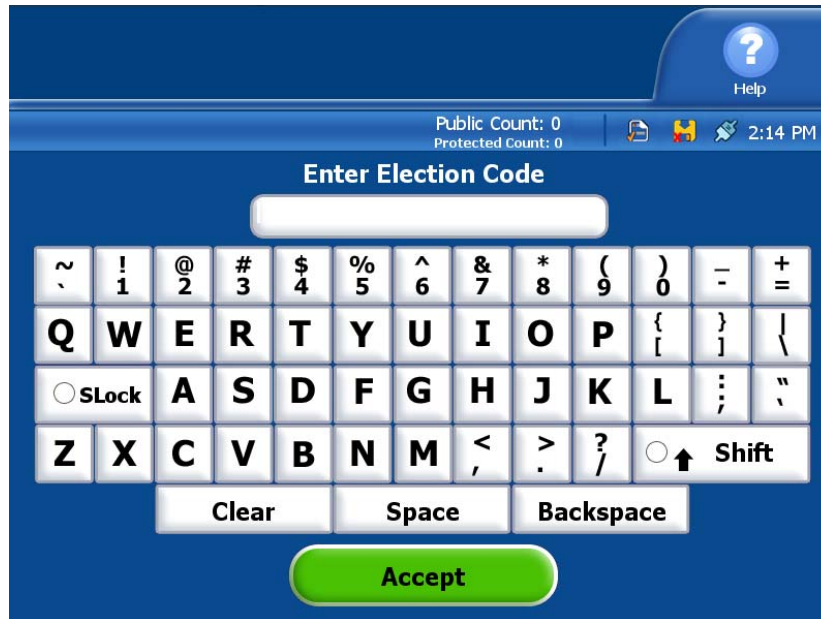 ?
Help
Public Count: 0
Protected Count: 0
2:14 PM
Enter Election Code
~ ! @ # $ % ^ & * ( ) _ +
` 1 2 3 4 5 6 7 8 9 0 - =
Q W E R T Y U I O P { } |
[ ] \
SLock A S D F G H J K L : "
; '
Z X C V B N M < > ? Shift
, . /
Clear Space Backspace
Accept